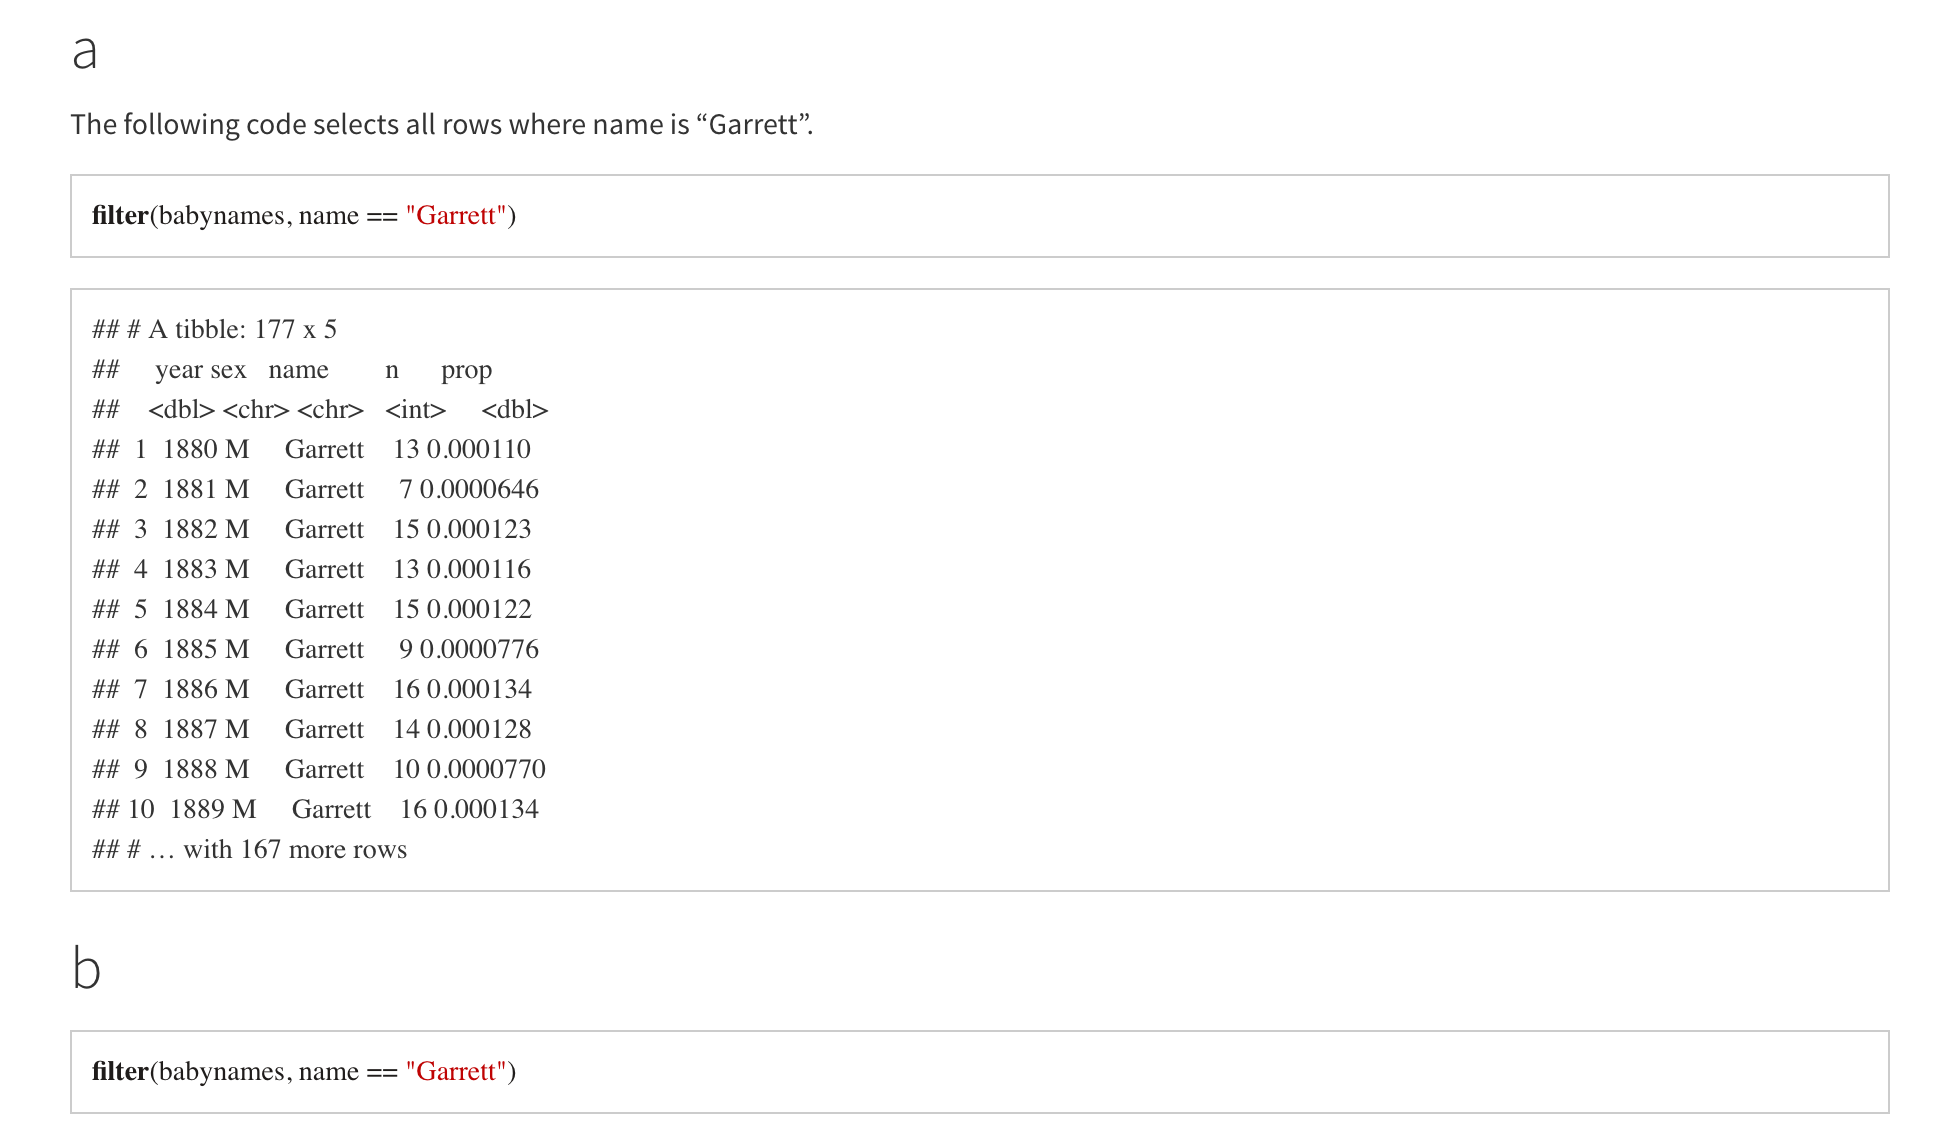 a
The following code selects all rows where name is “Garrett”.
filter(babynames, name == "Garrett")
## # A tibble: 177 x 5
##     year sex   name        n      prop
##    <dbl> <chr> <chr>   <int>     <dbl>
##  1  1880 M     Garrett    13 0.000110
##  2  1881 M     Garrett     7 0.0000646
##  3  1882 M     Garrett    15 0.000123
##  4  1883 M     Garrett    13 0.000116
##  5  1884 M     Garrett    15 0.000122
##  6  1885 M     Garrett     9 0.0000776
##  7  1886 M     Garrett    16 0.000134
##  8  1887 M     Garrett    14 0.000128
##  9  1888 M     Garrett    10 0.0000770
## 10  1889 M     Garrett    16 0.000134
## # … with 167 more rows
b
filter(babynames, name == "Garrett")